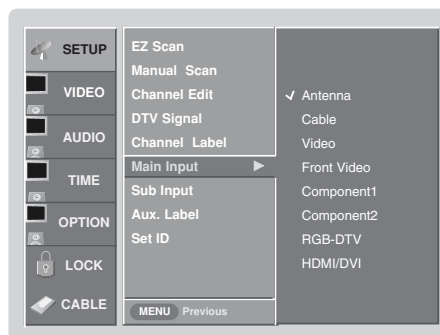 SETUP
VIDEO
AUDIO
TIME
OPTION
LOCK
CABLE
EZ Scan
Manual Scan
Channel Edit
DTV Signal
Channel Label
Main Input
Sub Input
Aux. Label
Set ID
MENU Previous
Antenna
Cable
Video
Front Video
Component1
Component2
RGB-DTV
HDMI/DVI